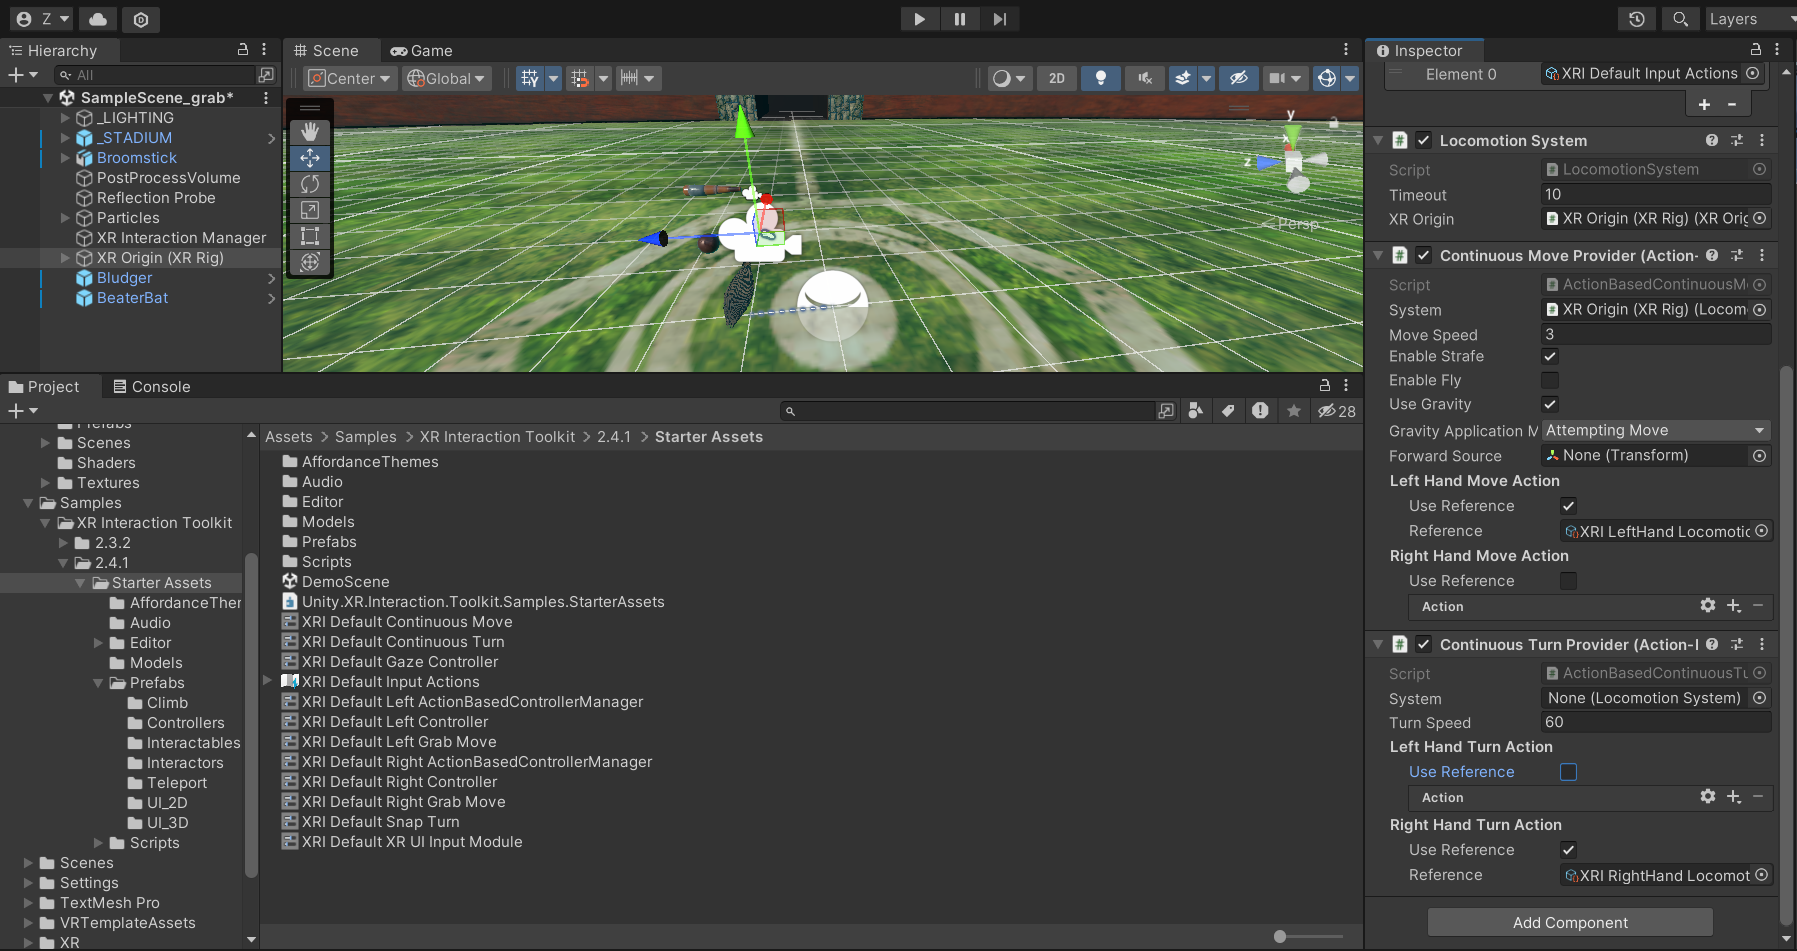 Z
Layers
Hierarchy
All
SampleScene_grab*
_LIGHTING
_STADIUM
Broomstick
PostProcessVolume
Reflection Probe
Particles
XR Interaction Manager
XR Origin (XR Rig)
Bludger
BeaterBat
Scene
Game
Center
Global
2D
y
z
Persp
Project
Console
28
Prefabs
Scenes
Shaders
Textures
Samples
XR Interaction Toolkit
2.3.2
2.4.1
Starter Assets
AffordanceTher
Audio
Editor
Models
Prefabs
Climb
Controllers
Interactables
Interactors
Teleport
UI_2D
UI_3D
Scripts
Scenes
Settings
TextMesh Pro
VRTemplateAssets
XR
Assets > Samples > XR Interaction Toolkit > 2.4.1 > Starter Assets
AffordanceThemes
Audio
Editor
Models
Prefabs
Scripts
DemoScene
Unity.XR.Interaction.Toolkit.Samples.StarterAssets
XRI Default Continuous Move
XRI Default Continuous Turn
XRI Default Gaze Controller
XRI Default Input Actions
XRI Default Left ActionBasedControllerManager
XRI Default Left Controller
XRI Default Left Grab Move
XRI Default Right ActionBasedControllerManager
XRI Default Right Controller
XRI Default Right Grab Move
XRI Default Snap Turn
XRI Default XR UI Input Module
Inspector
Element 0 XRI Default Input Actions
Locomotion System
Script LocomotionSystem
Timeout 10
XR Origin XR Origin (XR Rig) (XR Orig
Continuous Move Provider (Action-
Script ActionBasedContinuousM
System XR Origin (XR Rig) (Locom
Move Speed 3
Enable Strafe
Enable Fly
Use Gravity
Gravity Application M Attempting Move
Forward Source None (Transform)
Left Hand Move Action
Use Reference
Reference XRI LeftHand Locomotic
Right Hand Move Action
Use Reference
Action
Continuous Turn Provider (Action-I
Script ActionBasedContinuousTu
System None (Locomotion System)
Turn Speed 60
Left Hand Turn Action
Use Reference
Action
Right Hand Turn Action
Use Reference
Reference XRI RightHand Locomot
Add Component